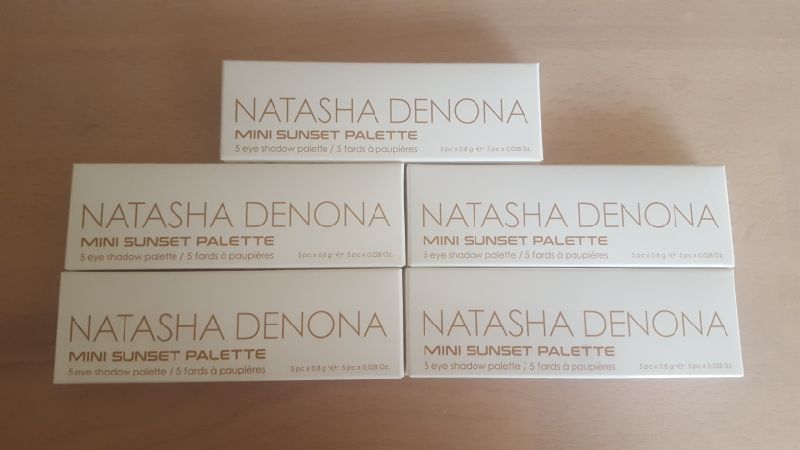 NATASHA DENONA
MINI SUNSET PALETTE
5 eye shadow palette / 5 fards à paupières 5 pc x 0,8 g ℮ 5 pc x 0.028 Oz.
NATASHA DENONA
MINI SUNSET PALETTE
5 eye shadow palette / 5 fards à paupières 5 pc x 0,8 g ℮ 5 pc x 0.028 Oz.
NATASHA DENONA
MINI SUNSET PALETTE
5 eye shadow palette / 5 fards à paupières 5 pc x 0,8 g ℮ 5 pc x 0.028 Oz.
NATASHA DENONA
MINI SUNSET PALETTE
5 eye shadow palette / 5 fards à paupières 5 pc x 0,8 g ℮ 5 pc x 0.028 Oz.
NATASHA DENONA
MINI SUNSET PALETTE
5 eye shadow palette / 5 fards à paupières 5 pc x 0,8 g ℮ 5 pc x 0.028 Oz.